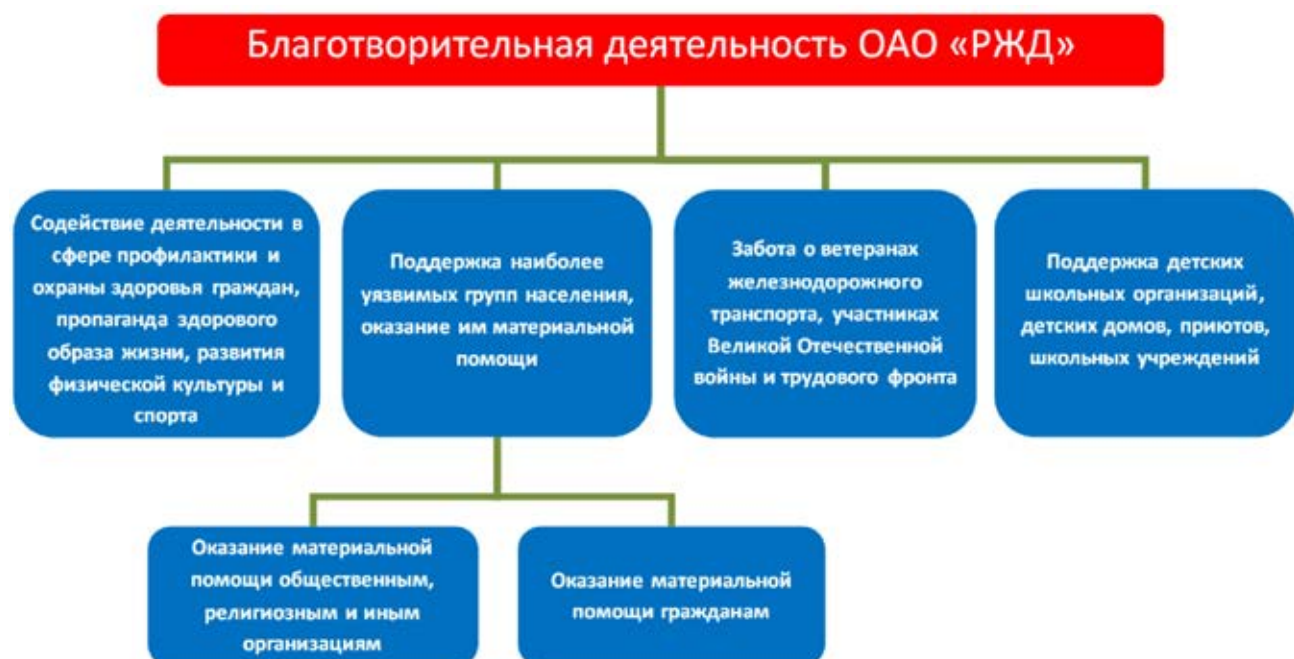 Благотворительная деятельность ОАО «РЖД»
Содействие деятельности в
сфере профилактики и
охраны здоровья граждан,
пропаганда здорового
образа жизни, развития
физической культуры и
спорта
Поддержка наиболее
уязвимых групп населения,
оказание им материальной
помощи
Забота о ветеранах
железнодорожного
транспорта, участниках
Великой Отечественной
войны и трудового фронта
Поддержка детских
школьных организаций,
детских домов, приютов,
школьных учреждений
Оказание материальной
помощи общественным,
религиозным и иным
организациям
Оказание материальной
помощи гражданам